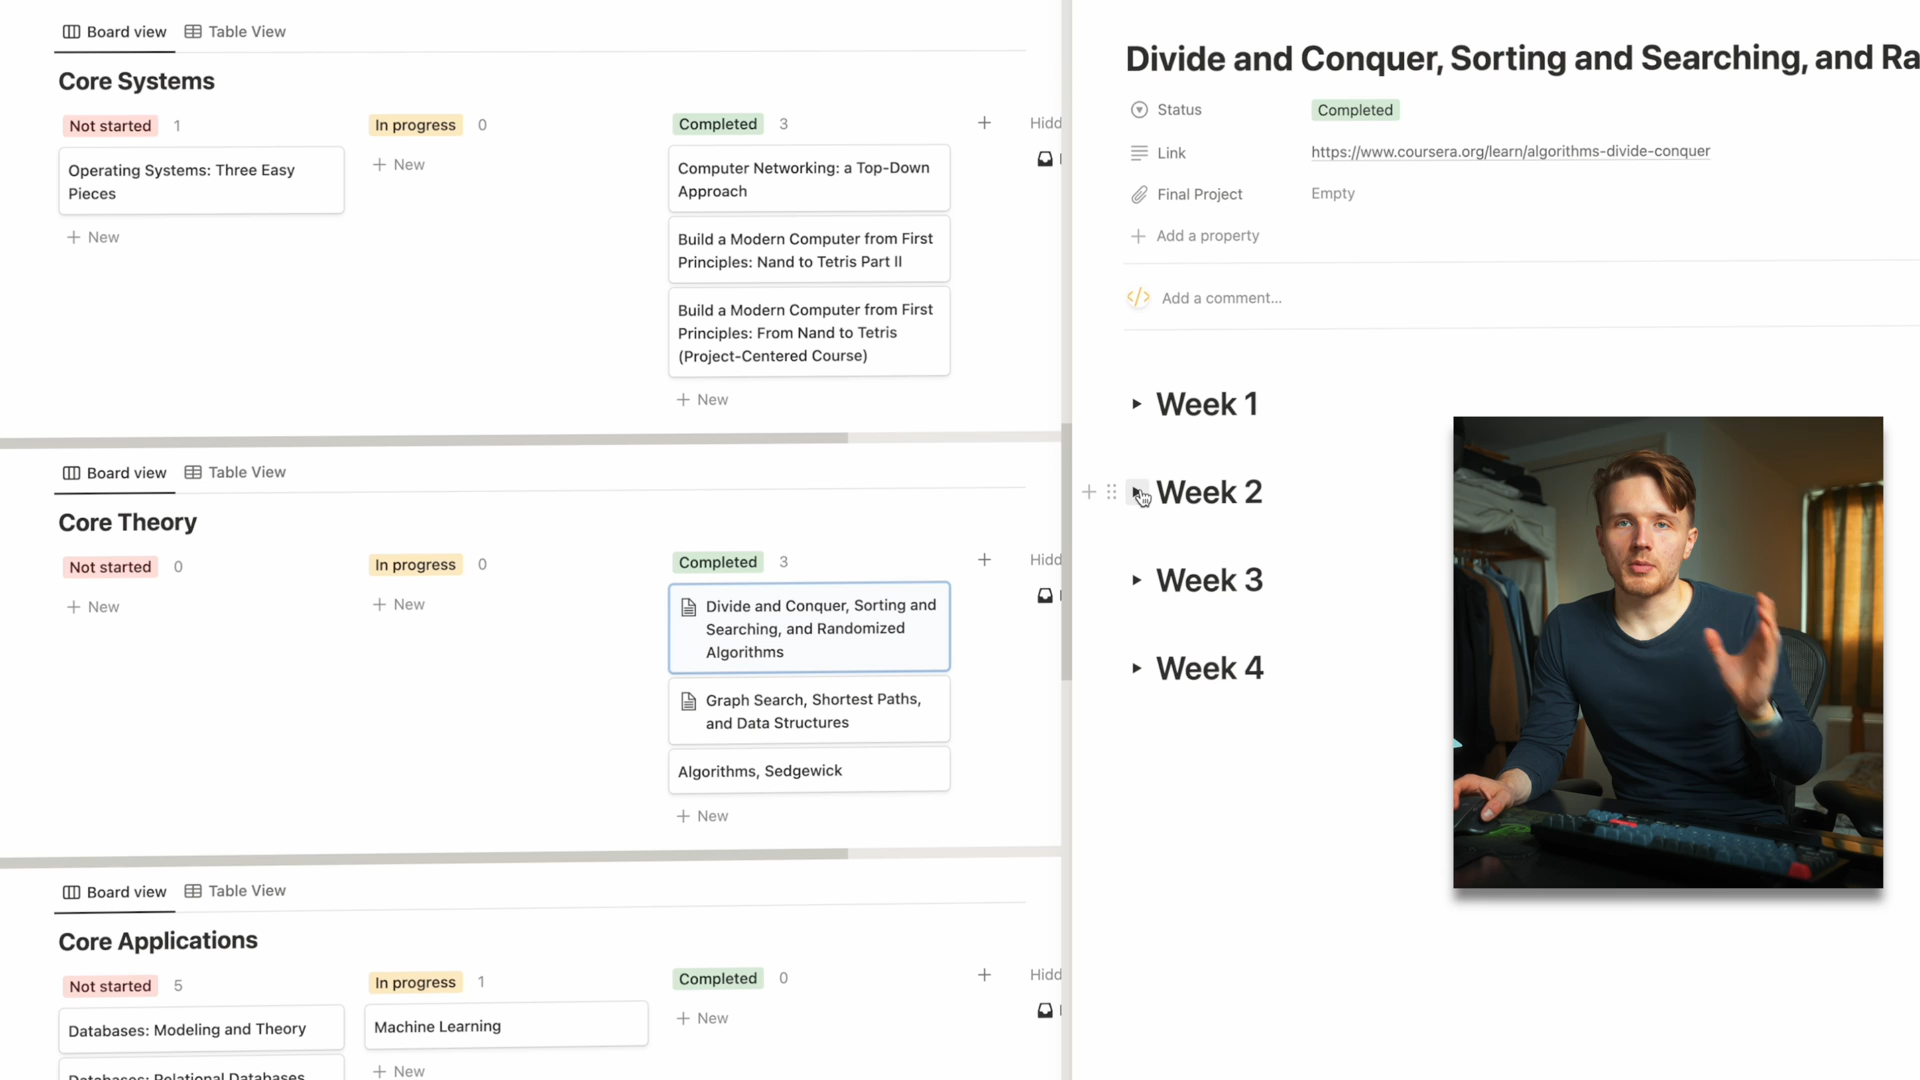 Board view
Table View
Core Systems
Not started 1
In progress 0
Completed 3
Hidd
Operating Systems: Three Easy
Pieces
+ New
+ New
Computer Networking: a Top-Down
Approach
Build a Modern Computer from First
Principles: Nand to Tetris Part II
Build a Modern Computer from First
Principles: From Nand to Tetris
(Project-Centered Course)
+ New
Board view
Table View
Core Theory
Not started 0
In progress 0
Completed 3
Hidd
+ New
+ New
Divide and Conquer, Sorting and
Searching, and Randomized
Algorithms
Graph Search, Shortest Paths,
and Data Structures
Algorithms, Sedgewick
+ New
Board view
Table View
Core Applications
Not started 5
In progress 1
Completed 0
Hidd
Databases: Modeling and Theory
Databases: Relational Databases
Machine Learning
+ New
+ New
Divide and Conquer, Sorting and Searching, and Ra
Status Completed
Link https://www.coursera.org/learn/algorithms-divide-conquer
Final Project Empty
+ Add a property
</> Add a comment...
Week 1
Week 2
Week 3
Week 4